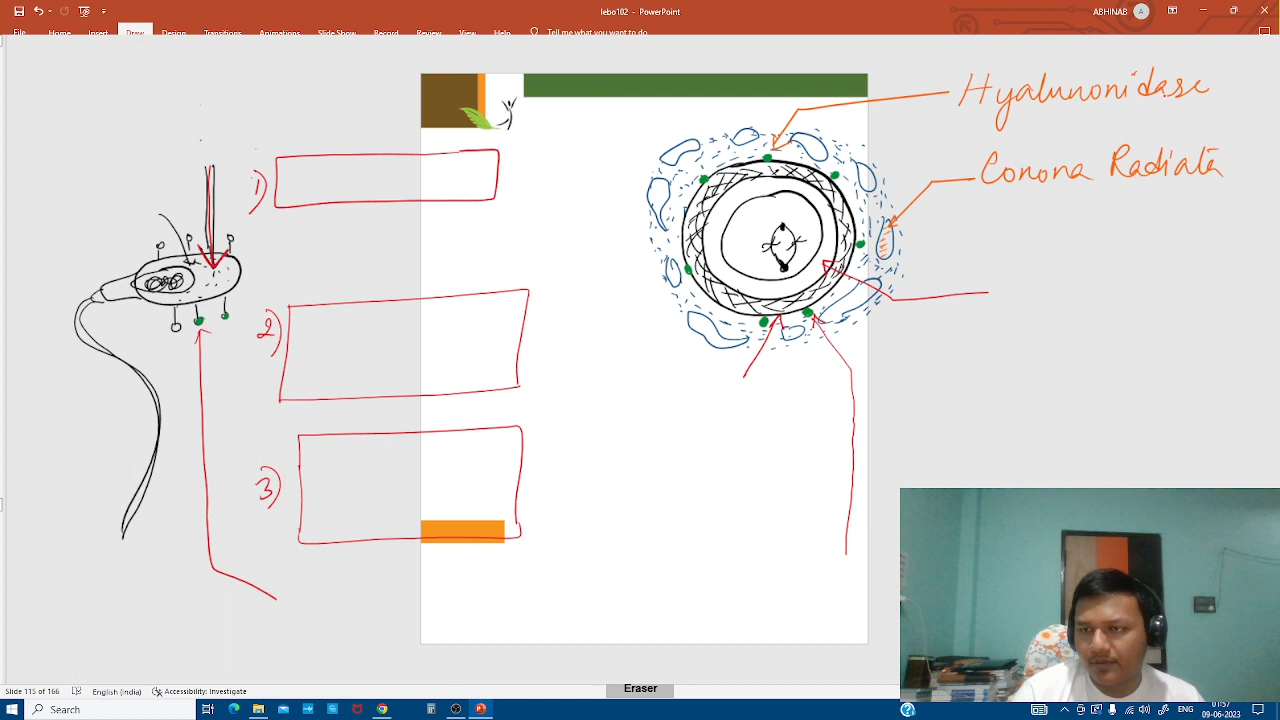 lebo102 - PowerPoint
ABHINAB
A
File Home Insert Draw Design Transitions Animations Slide Show Record Review View Help Tell me what you want to do
Hyalunonidase
Conona Radiata
1)
2)
3)
Eraser
Slide 115 of 166 English (India) Accessibility: Investigate
Search
ENG
01:57
09-06-2023